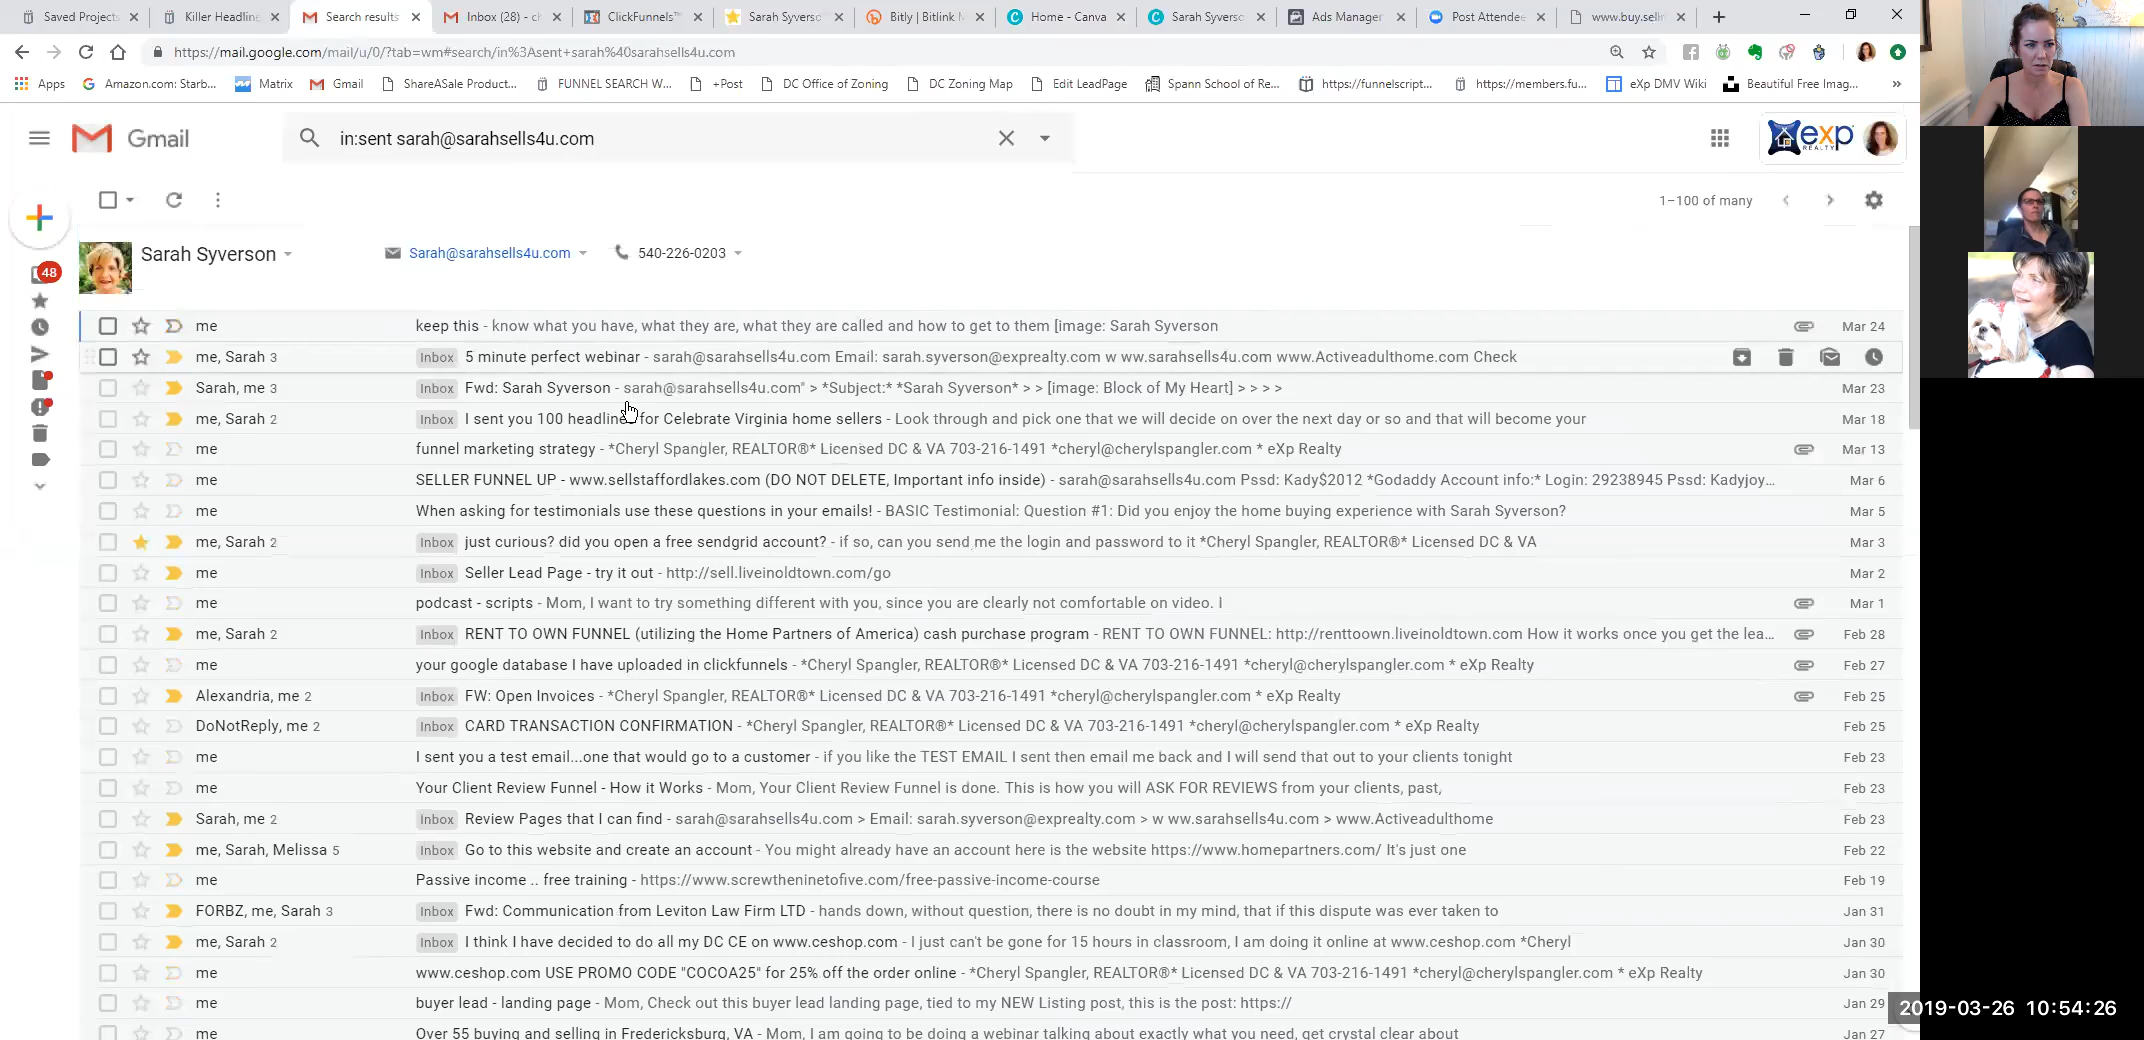 Saved Projects
Killer Headline
Search results
Inbox (28) - ch
ClickFunnels™
Sarah Syverso
Bitly | Bitlink M
Home - Canva
Sarah Syverso
Ads Manager
Post Attendee
www.buy.selli
https://mail.google.com/mail/u/0/?tab=wm#search/in%3Asent+sarah%40sarahsells4u.com
Apps
Amazon.com: Starb...
Matrix
Gmail
ShareASale Product...
FUNNEL SEARCH W...
+Post
DC Office of Zoning
DC Zoning Map
Edit LeadPage
Spann School of Re...
https://funnelscript...
https://members.fu...
eXp DMV Wiki
Beautiful Free Imag...
Gmail
in:sent sarah@sarahsells4u.com
exp REALTY
1–100 of many
48
Sarah Syverson
Sarah@sarahsells4u.com
540-226-0203
me keep this - know what you have, what they are, what they are called and how to get to them [image: Sarah Syverson Mar 24
me, Sarah 3 Inbox 5 minute perfect webinar - sarah@sarahsells4u.com Email: sarah.syverson@exprealty.com w ww.sarahsells4u.com www.Activeadulthome.com Check
Sarah, me 3 Inbox Fwd: Sarah Syverson - sarah@sarahsells4u.com" > *Subject:* *Sarah Syverson* > > [image: Block of My Heart] > > > > Mar 23
me, Sarah 2 Inbox I sent you 100 headlines for Celebrate Virginia home sellers - Look through and pick one that we will decide on over the next day or so and that will become your Mar 18
me funnel marketing strategy - *Cheryl Spangler, REALTOR®* Licensed DC & VA 703-216-1491 *cheryl@cherylspangler.com * eXp Realty Mar 13
me SELLER FUNNEL UP - www.sellstaffordlakes.com (DO NOT DELETE, Important info inside) - sarah@sarahsells4u.com Pssd: Kady$2012 *Godaddy Account info:* Login: 29238945 Pssd: Kadyjoy... Mar 6
me When asking for testimonials use these questions in your emails! - BASIC Testimonial: Question #1: Did you enjoy the home buying experience with Sarah Syverson? Mar 5
me, Sarah 2 Inbox just curious? did you open a free sendgrid account? - if so, can you send me the login and password to it *Cheryl Spangler, REALTOR®* Licensed DC & VA Mar 3
me Inbox Seller Lead Page - try it out - http://sell.liveinoldtown.com/go Mar 2
me podcast - scripts - Mom, I want to try something different with you, since you are clearly not comfortable on video. I Mar 1
me, Sarah 2 Inbox RENT TO OWN FUNNEL (utilizing the Home Partners of America) cash purchase program - RENT TO OWN FUNNEL: http://renttoown.liveinoldtown.com How it works once you get the lea... Feb 28
me your google database I have uploaded in clickfunnels - *Cheryl Spangler, REALTOR®* Licensed DC & VA 703-216-1491 *cheryl@cherylspangler.com * eXp Realty Feb 27
Alexandria, me 2 Inbox FW: Open Invoices - *Cheryl Spangler, REALTOR®* Licensed DC & VA 703-216-1491 *cheryl@cherylspangler.com * eXp Realty Feb 25
DoNotReply, me 2 Inbox CARD TRANSACTION CONFIRMATION - *Cheryl Spangler, REALTOR®* Licensed DC & VA 703-216-1491 *cheryl@cherylspangler.com * eXp Realty Feb 25
me I sent you a test email...one that would go to a customer - if you like the TEST EMAIL I sent then email me back and I will send that out to your clients tonight Feb 23
me Your Client Review Funnel - How it Works - Mom, Your Client Review Funnel is done. This is how you will ASK FOR REVIEWS from your clients, past, Feb 23
Sarah, me 2 Inbox Review Pages that I can find - sarah@sarahsells4u.com > Email: sarah.syverson@exprealty.com > w ww.sarahsells4u.com > www.Activeadulthome Feb 23
me, Sarah, Melissa 5 Inbox Go to this website and create an account - You might already have an account here is the website https://www.homepartners.com/ It's just one Feb 22
me Passive income .. free training - https://www.screwtheninetofive.com/free-passive-income-course Feb 19
FORBZ, me, Sarah 3 Inbox Fwd: Communication from Leviton Law Firm LTD - hands down, without question, there is no doubt in my mind, that if this dispute was ever taken to Jan 31
me, Sarah 2 Inbox I think I have decided to do all my DC CE on www.ceshop.com - I just can't be gone for 15 hours in classroom, I am doing it online at www.ceshop.com *Cheryl Jan 30
me www.ceshop.com USE PROMO CODE "COCOA25" for 25% off the order online - *Cheryl Spangler, REALTOR®* Licensed DC & VA 703-216-1491 *cheryl@cherylspangler.com * eXp Realty Jan 30
me buyer lead - landing page - Mom, Check out this buyer lead landing page, tied to my NEW Listing post, this is the post: https:// Jan 29
me Over 55 buying and selling in Fredericksburg, VA - Mom, I am going to be doing a webinar talking about exactly what you need, get crystal clear about Jan 27
2019-03-26 10:54:26